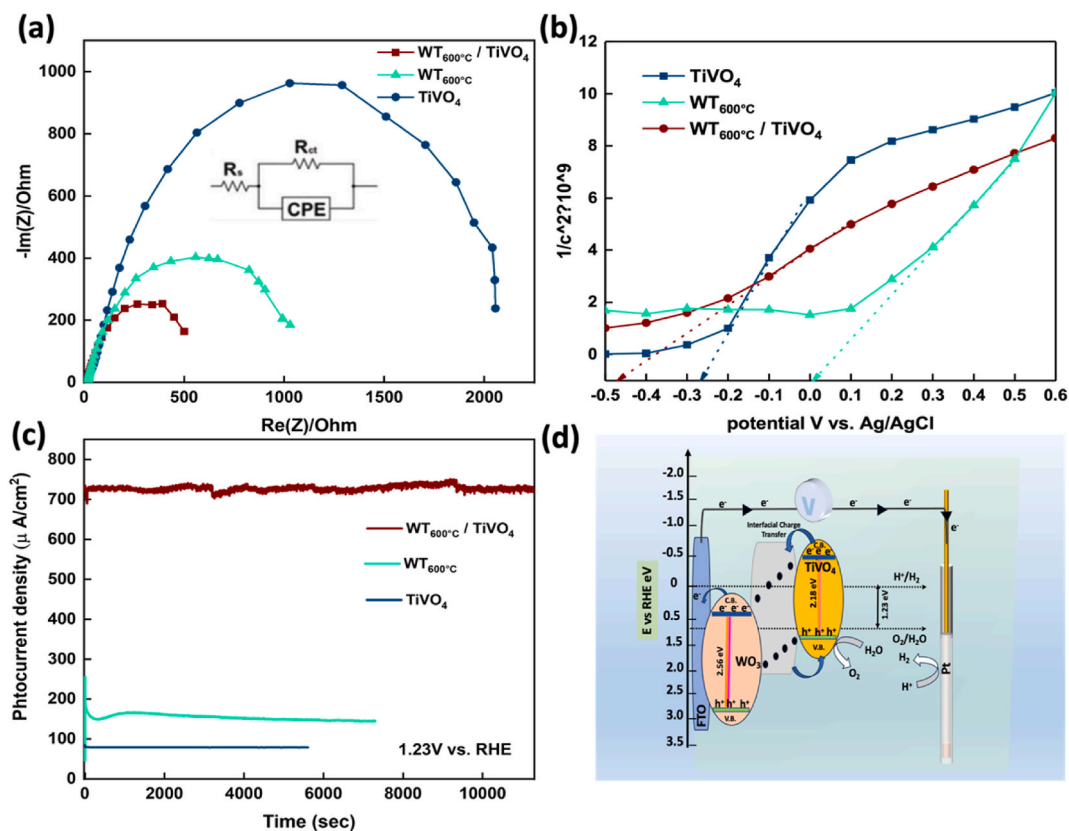 (a)
WT600°C / TiVO4
WT600°C
TiVO4
1000
800
600
400
200
0
-Im(Z)/Ohm
Rct
Rs
CPE
0 500 1000 1500 2000
Re(Z)/Ohm
(b)
TiVO4
WT600°C
WT600°C / TiVO4
12
10
8
6
4
2
0
1/c^2?10^9
-0.5 -0.4 -0.3 -0.2 -0.1 0.0 0.1 0.2 0.3 0.4 0.5 0.6
potential V vs. Ag/AgCl
(c)
800
700
600
500
400
300
200
100
0
Phtocurrent density (µ A/cm2)
WT600°C / TiVO4
WT600°C
TiVO4
1.23V vs. RHE
0 2000 4000 6000 8000 10000
Time (sec)
(d)
-2.0
-1.5
-1.0
-0.5
0
0.5
1.5
2.0
2.5
3.0
3.5
E vs RHE eV
e- e- V e- e-
e-
Interfacial Charge
Transfer
C.B.
e- e- e-
TiVO4
2.18 eV
h+ h+ h+
V.B.
H+/H2
1.23 eV
O2/H2O
H2O
O2
e-
C.B.
e- e- e-
2.56 eV
WO3
h+ h+ h+
V.B.
FTO
H2
H+
Pt